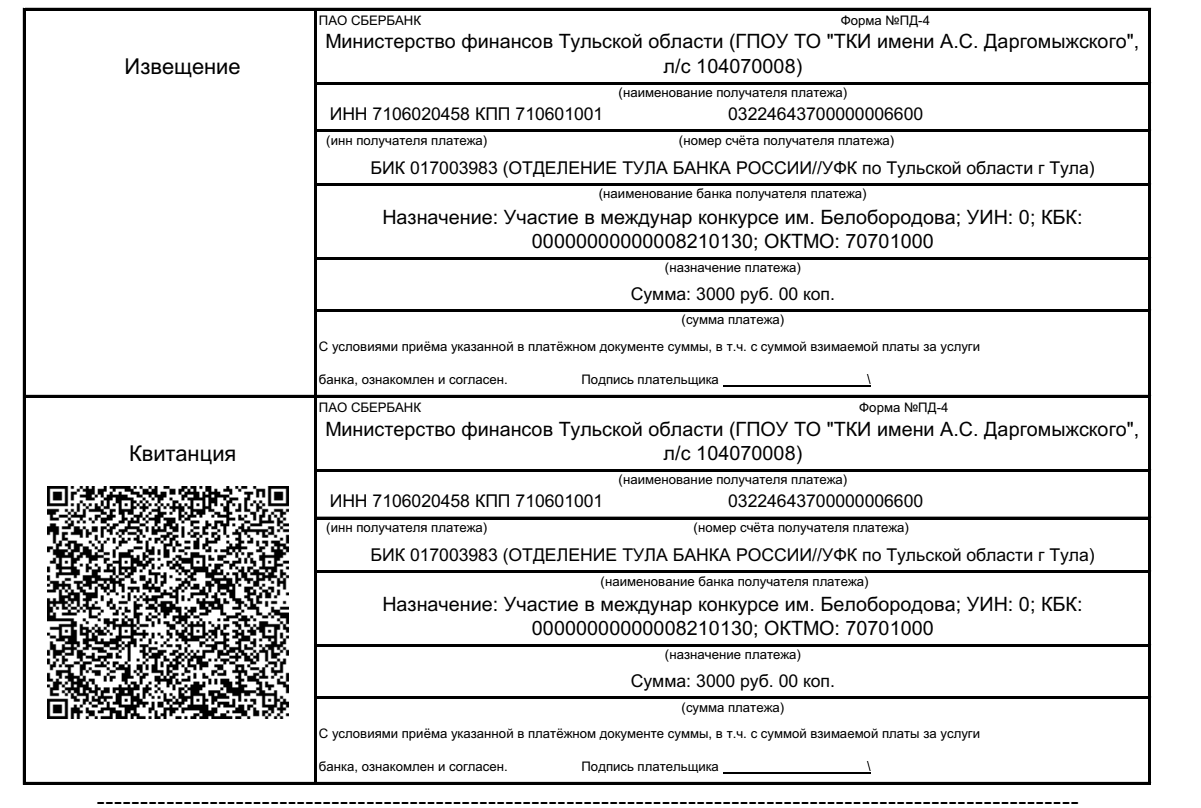 ПАО СБЕРБАНК Форма №ПД-4
Извещение
Министерство финансов Тульской области (ГПОУ ТО "ТКИ имени А.С. Даргомыжского",
л/с 104070008)
(наименование получателя платежа)
ИНН 7106020458 КПП 710601001 03224643700000006600
(инн получателя платежа) (номер счёта получателя платежа)
БИК 017003983 (ОТДЕЛЕНИЕ ТУЛА БАНКА РОССИИ//УФК по Тульской области г Тула)
(наименование банка получателя платежа)
Назначение: Участие в междунар конкурсе им. Белобородова; УИН: 0; КБК:
00000000000008210130; ОКТМО: 70701000
(назначение платежа)
Сумма: 3000 руб. 00 коп.
(сумма платежа)
С условиями приёма указанной в платёжном документе суммы, в т.ч. с суммой взимаемой платы за услуги
банка, ознакомлен и согласен. Подпись плательщика ____________________\
ПАО СБЕРБАНК Форма №ПД-4
Квитанция
Министерство финансов Тульской области (ГПОУ ТО "ТКИ имени А.С. Даргомыжского",
л/с 104070008)
(наименование получателя платежа)
ИНН 7106020458 КПП 710601001 03224643700000006600
(инн получателя платежа) (номер счёта получателя платежа)
БИК 017003983 (ОТДЕЛЕНИЕ ТУЛА БАНКА РОССИИ//УФК по Тульской области г Тула)
(наименование банка получателя платежа)
Назначение: Участие в междунар конкурсе им. Белобородова; УИН: 0; КБК:
00000000000008210130; ОКТМО: 70701000
(назначение платежа)
Сумма: 3000 руб. 00 коп.
(сумма платежа)
С условиями приёма указанной в платёжном документе суммы, в т.ч. с суммой взимаемой платы за услуги
банка, ознакомлен и согласен. Подпись плательщика ____________________\